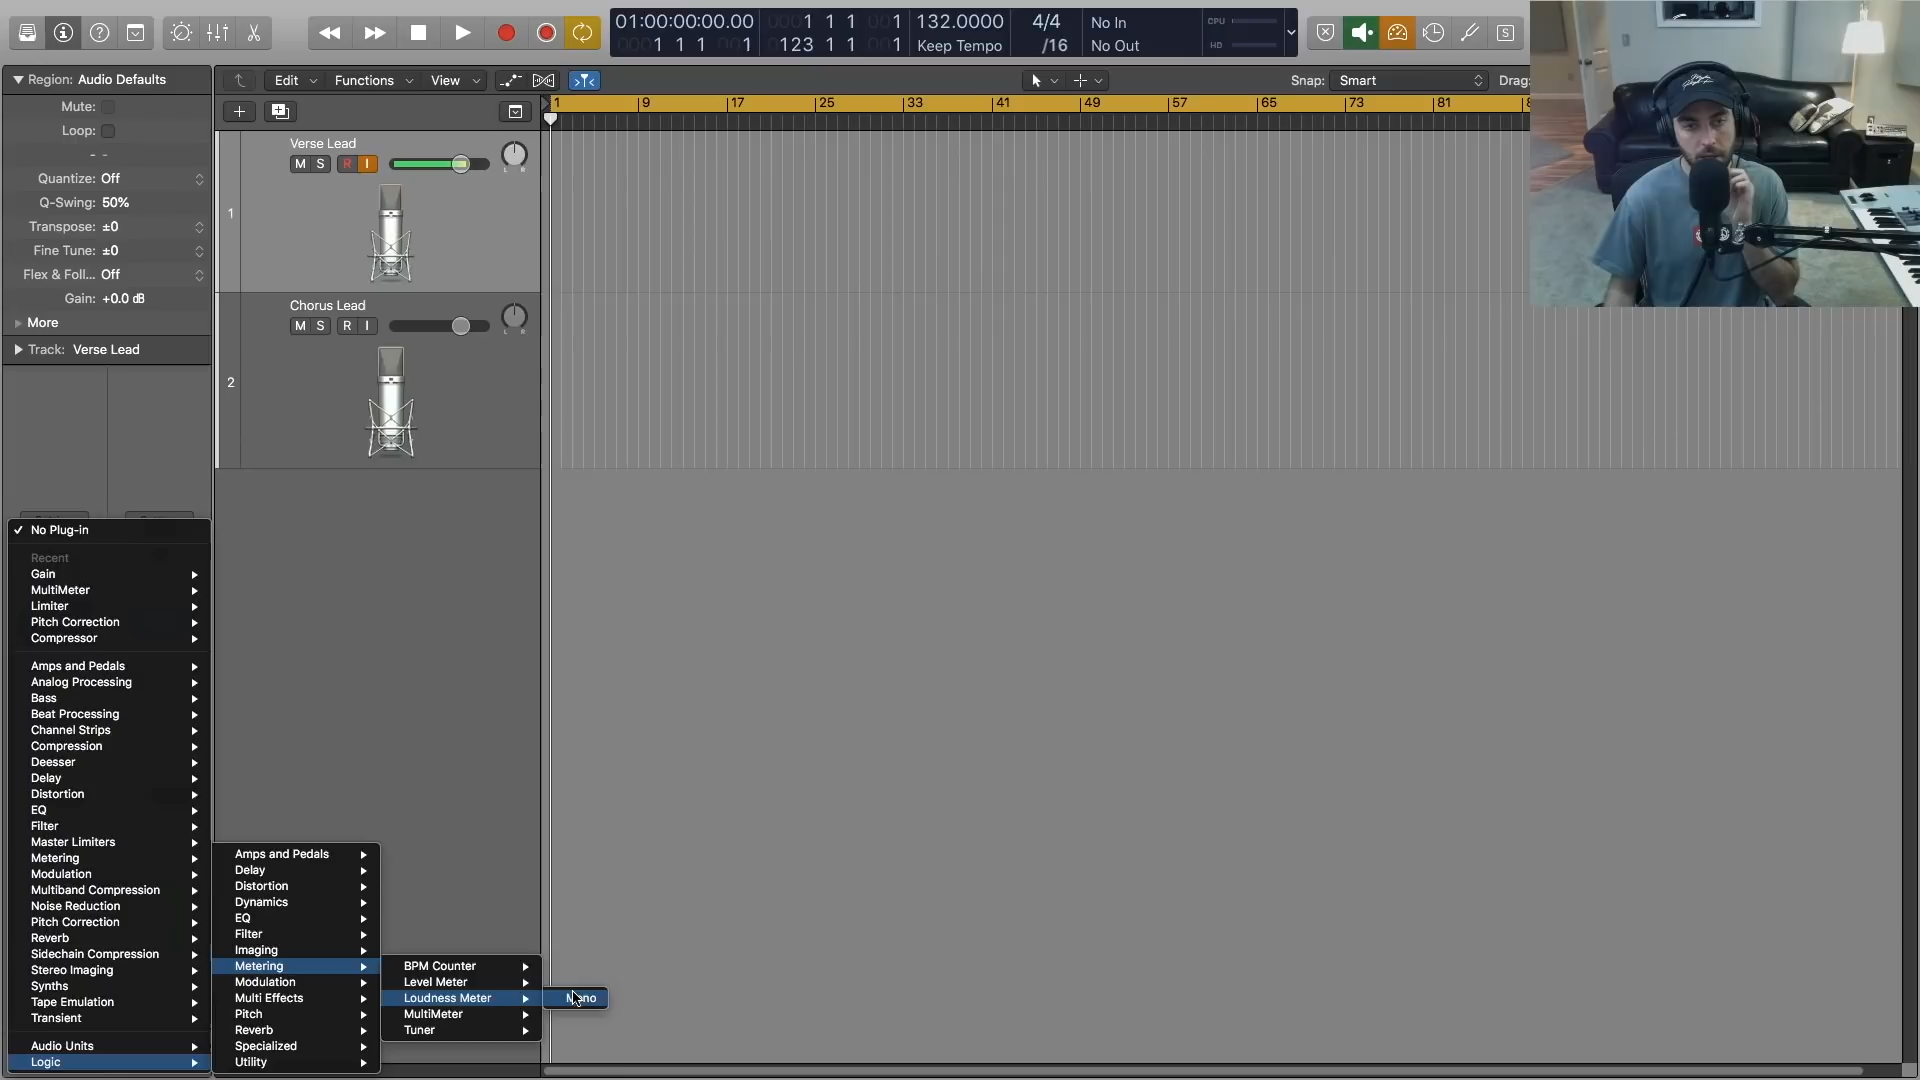 01:00:00:00.00
1 1 1 1
132.0000
4/4
No In
CPU
1 1 1 1
123 1 1 1
Keep Tempo
/16
No Out
HD
Region: Audio Defaults
Edit
Functions
View
Snap: Smart
Drag:
Mute:
Loop:
- -
Quantize: Off
Q-Swing: 50%
Transpose: ±0
Fine Tune: ±0
Flex & Foll... Off
Gain: +0.0 dB
More
Track: Verse Lead
1 9 17 25 33 41 49 57 65 73 81
Verse Lead
M S R I
L R
1
Chorus Lead
M S R I
L R
2
No Plug-in
Recent
Gain
MultiMeter
Limiter
Pitch Correction
Compressor
Amps and Pedals
Analog Processing
Bass
Beat Processing
Channel Strips
Compression
Deesser
Delay
Distortion
EQ
Filter
Master Limiters
Metering
Modulation
Multiband Compression
Noise Reduction
Pitch Correction
Reverb
Sidechain Compression
Stereo Imaging
Synths
Tape Emulation
Transient
Audio Units
Logic
Amps and Pedals
Delay
Distortion
Dynamics
EQ
Filter
Imaging
Metering
Modulation
Multi Effects
Pitch
Reverb
Specialized
Utility
BPM Counter
Level Meter
Loudness Meter
MultiMeter
Tuner
Mono